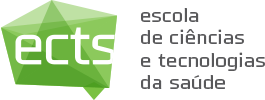 ects
escola
de ciências
e tecnologias
da saúde